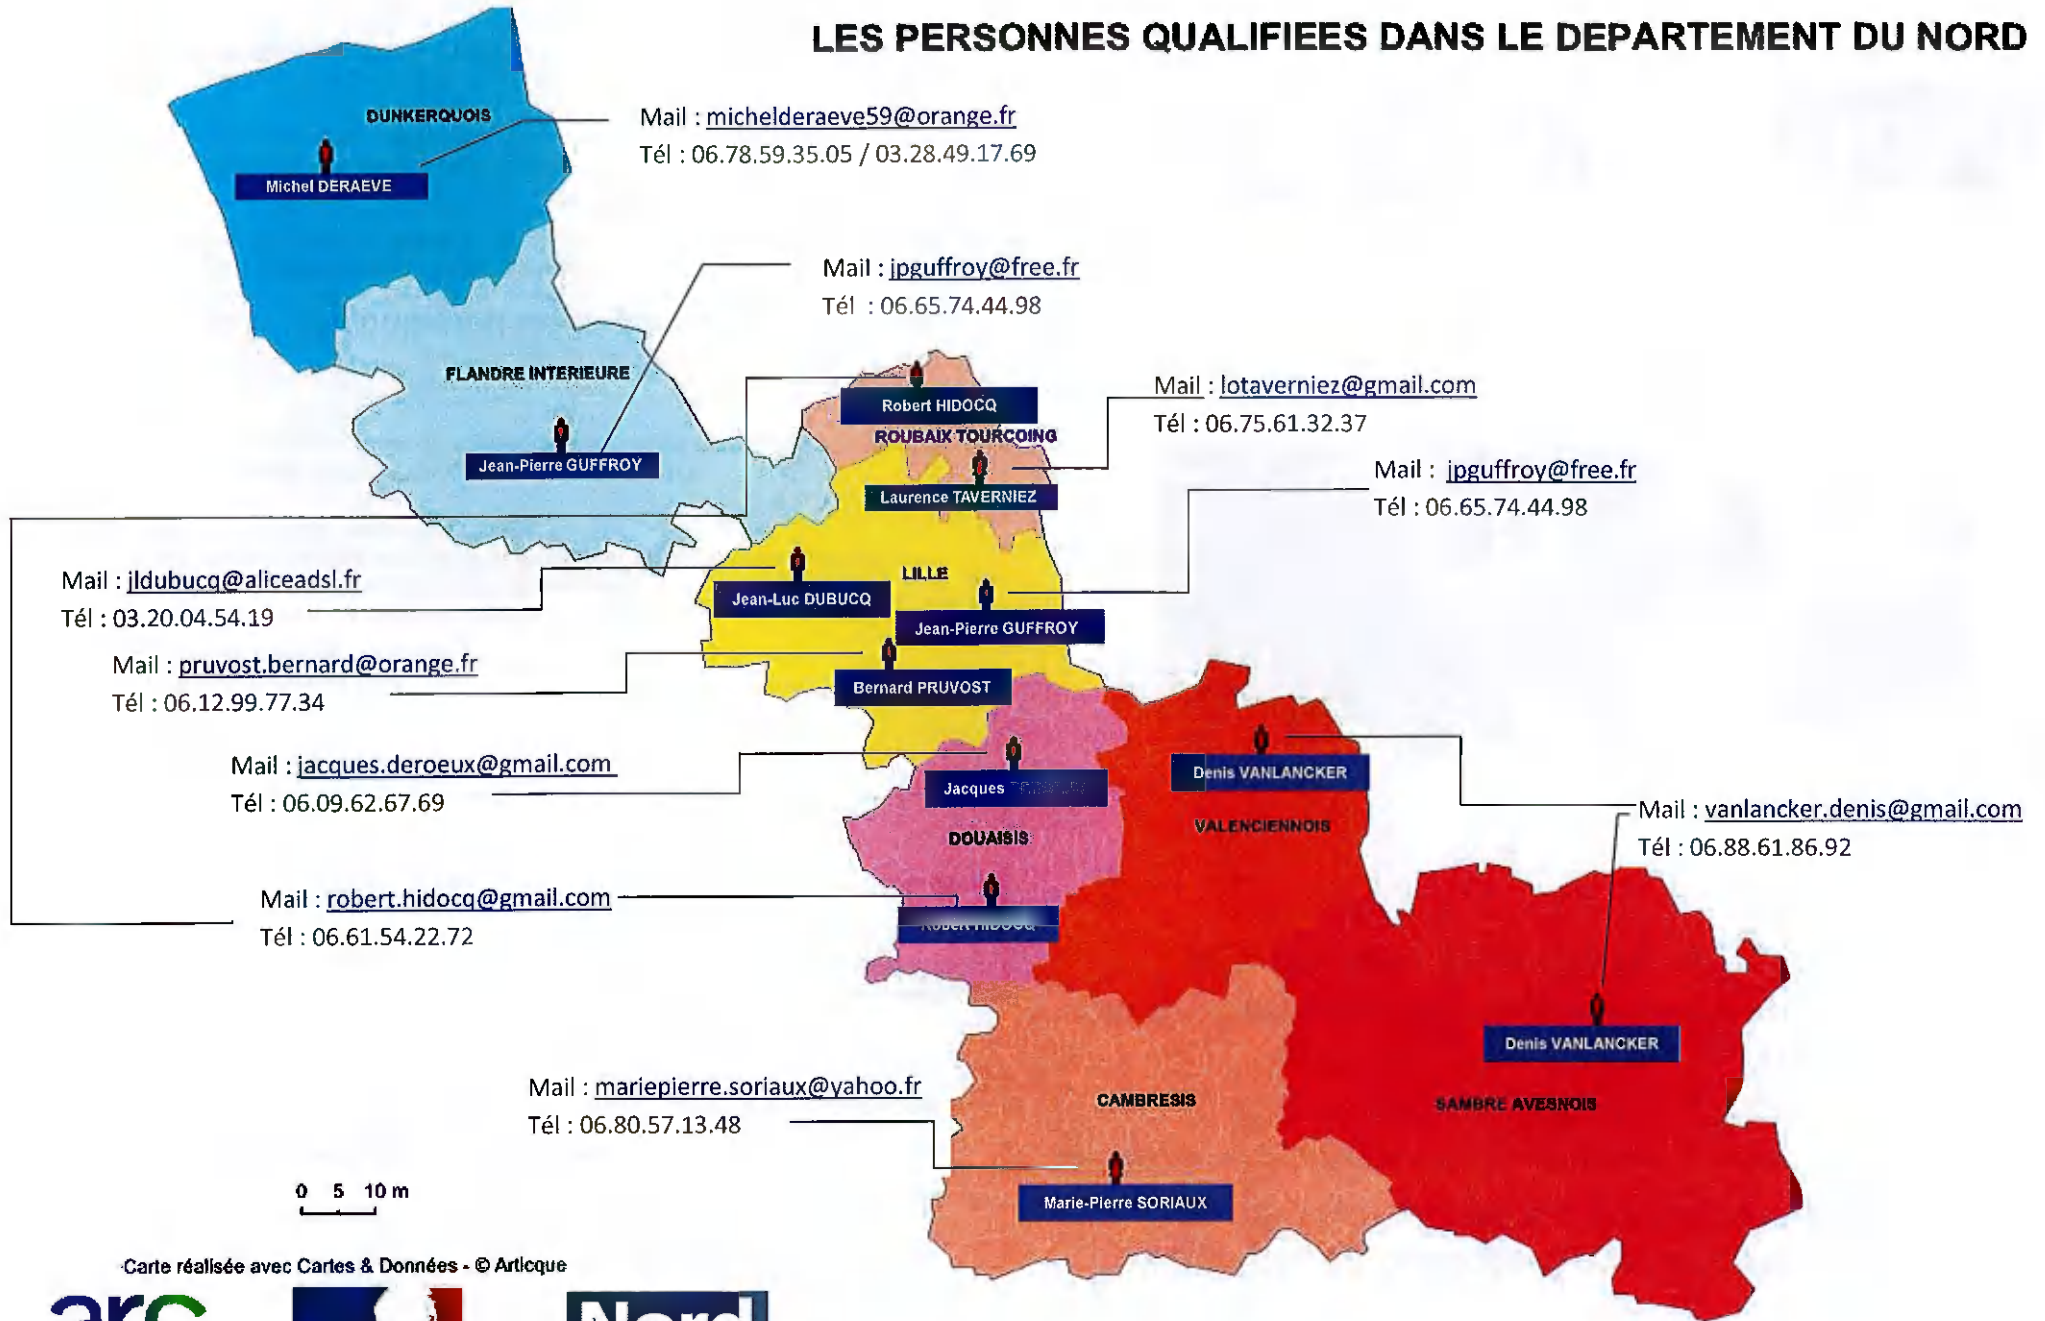 LES PERSONNES QUALIFIEES DANS LE DEPARTEMENT DU NORD
DUNKERQUOIS
Mail : michelderaeve59@orange.fr
Tél : 06.78.59.35.05 / 03.28.49.17.69
Michel DERAEVE
Mail : jpguffroy@free.fr
Tél : 06.65.74.44.98
FLANDRE INTERIEURE
Jean-Pierre GUFFROY
Robert HIDOCQ
ROUBAIX TOURCOING
Mail : lotaverniez@gmail.com
Tél : 06.75.61.32.37
Laurence TAVERNIEZ
Mail : jpguffroy@free.fr
Tél : 06.65.74.44.98
Mail : jldubucq@aliceadsl.fr
Tél : 03.20.04.54.19
LILLE
Jean-Luc DUBUCQ
Jean-Pierre GUFFROY
Mail : pruvost.bernard@orange.fr
Tél : 06.12.99.77.34
Bernard PRUVOST
Mail : jacques.deroeux@gmail.com
Tél : 06.09.62.67.69
Jacques
DOUAISIS
Denis VANLANCKER
VALENCIENNOIS
Mail : vanlancker.denis@gmail.com
Tél : 06.88.61.86.92
Mail : robert.hidocq@gmail.com
Tél : 06.61.54.22.72
Robert HIDOCQ
Denis VANLANCKER
SAMBRE AVESNOIS
Mail : mariepierre.soriaux@yahoo.fr
Tél : 06.80.57.13.48
CAMBRESIS
Marie-Pierre SORIAUX
0 5 10 m
Carte réalisée avec Cartes & Données - © Articque
Nord